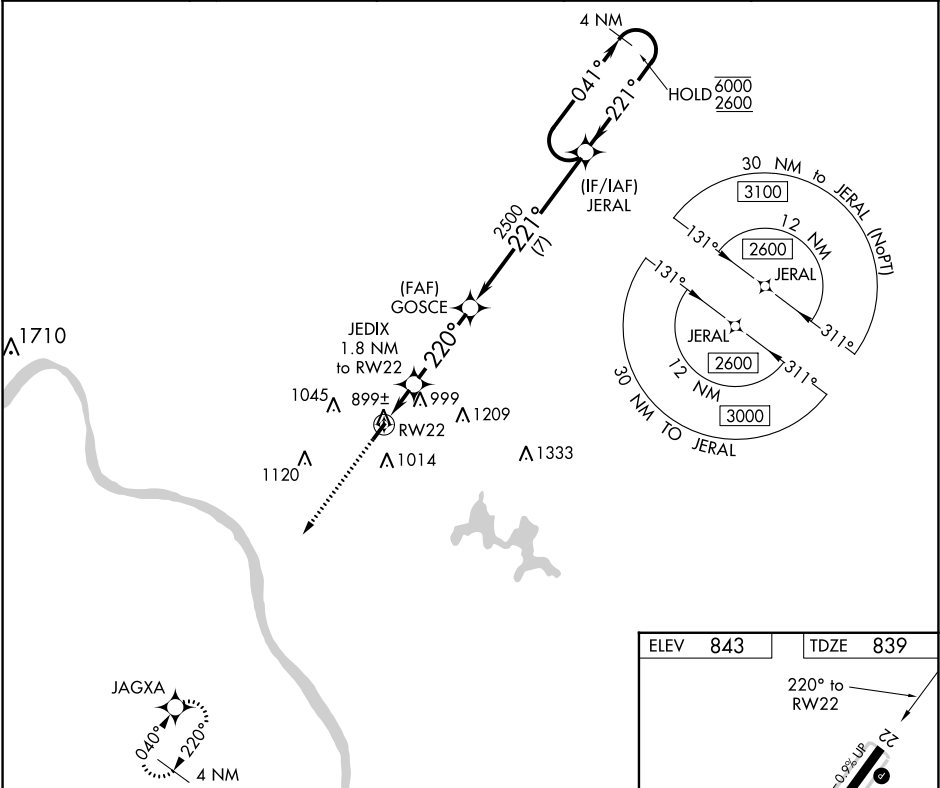 4 NM
041°
221°
HOLD 6000
2600
(IF/IAF)
JERAL
2500
221°
(7)
30 NM to JERAL (NoPT)
3100
12 NM
2600
131°
JERAL
311°
131°
JERAL
311°
2600
12 NM
3000
30 NM TO JERAL
(FAF)
GOSCE
220°
JEDIX
1.8 NM
to RW22
1710
1045
899±
999
1209
RW22
1120
1014
1333
JAGXA
040°
220°
4 NM
ELEV 843
TDZE 839
220° to
RW22
22
0.9% UP
P